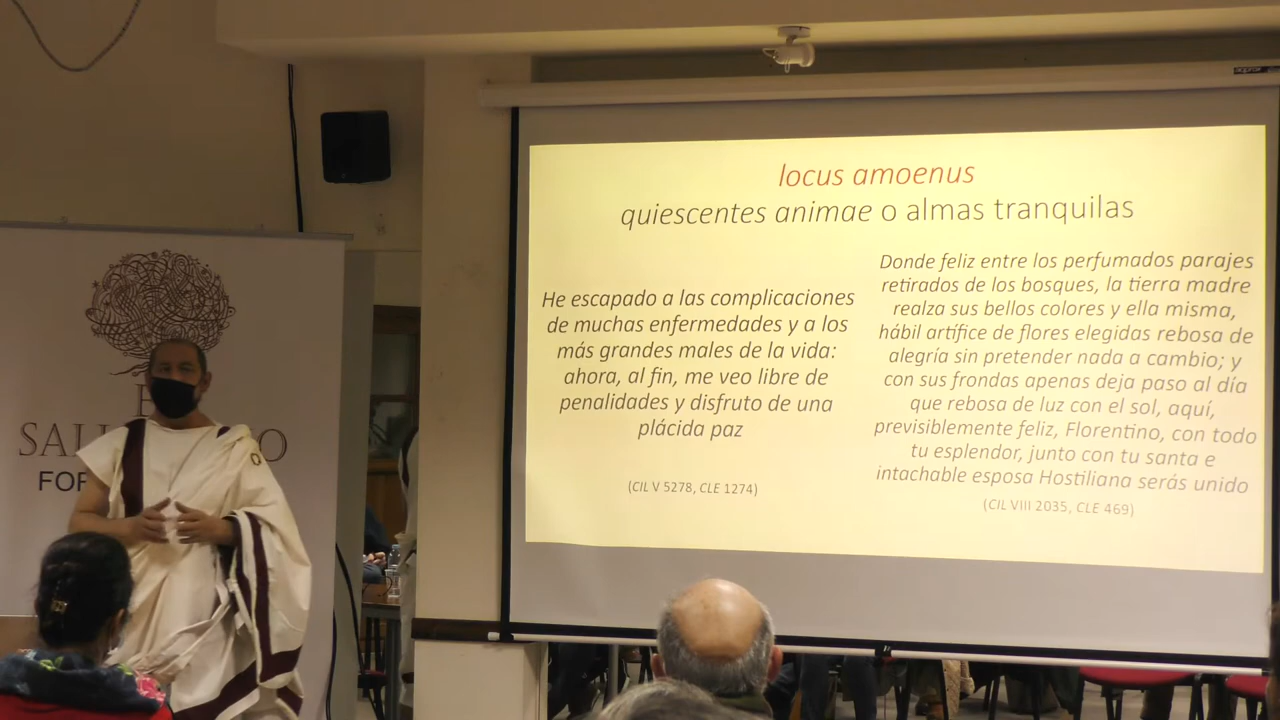 locus amoenus
quiescentes animae o almas tranquilas
He escapado a las complicaciones
de muchas enfermedades y a los
más grandes males de la vida:
ahora, al fin, me veo libre de
penalidades y disfruto de una
plácida paz
(CIL V 5278, CLE 1274)
Donde feliz entre los perfumados parajes
retirados de los bosques, la tierra madre
realza sus bellos colores y ella misma,
hábil artífice de flores elegidas rebosa de
alegría sin pretender nada a cambio; y
con sus frondas apenas deja paso al día
que rebosa de luz con el sol, aquí,
previsiblemente feliz, Florentino, con todo
tu esplendor, junto con tu santa e
intachable esposa Hostiliana serás unido
(CIL VIII 2035, CLE 469)